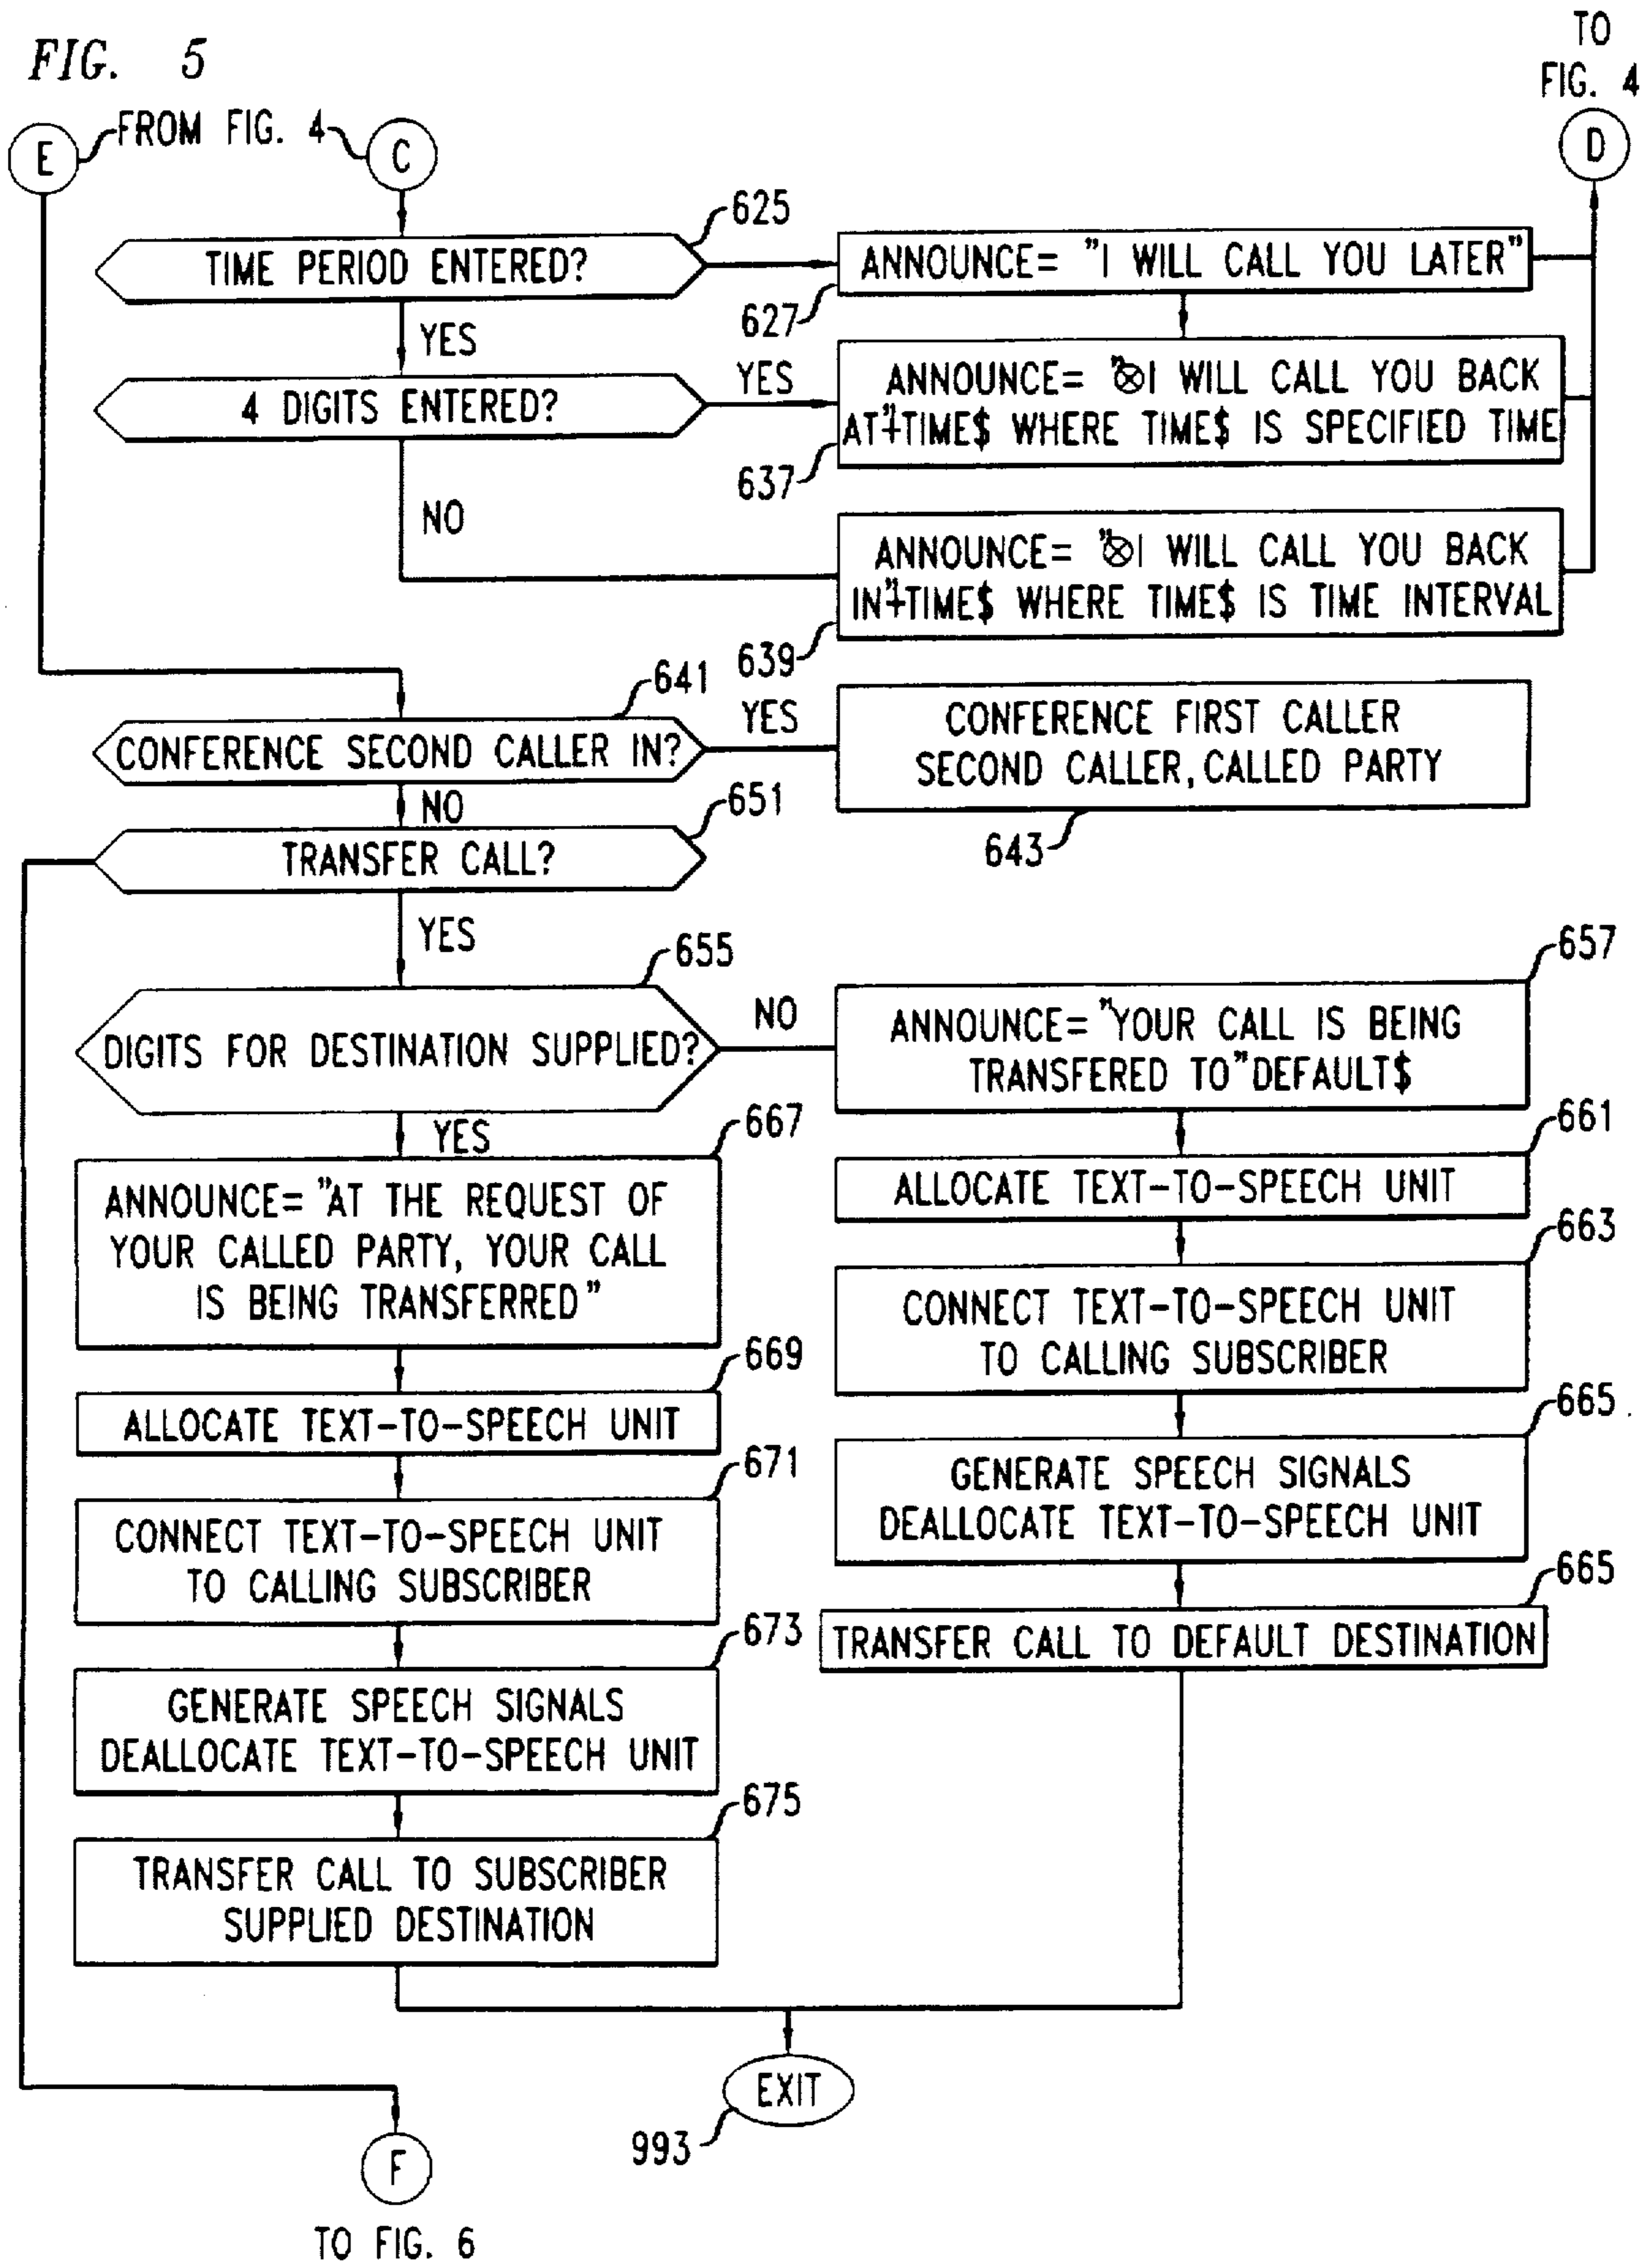 FIG. 5
TO
FIG. 4
E
FROM FIG. 4
C
D
625
TIME PERIOD ENTERED?
ANNOUNCE= "I WILL CALL YOU LATER"
627
YES
4 DIGITS ENTERED?
YES
ANNOUNCE= "⊗I WILL CALL YOU BACK
AT"+TIME$ WHERE TIME$ IS SPECIFIED TIME
637
NO
ANNOUNCE= "⊗I WILL CALL YOU BACK
IN"+TIME$ WHERE TIME$ IS TIME INTERVAL
639
641
CONFERENCE SECOND CALLER IN?
YES
CONFERENCE FIRST CALLER
SECOND CALLER, CALLED PARTY
643
NO
651
TRANSFER CALL?
YES
655
DIGITS FOR DESTINATION SUPPLIED?
NO
657
ANNOUNCE= "YOUR CALL IS BEING
TRANSFERED TO"DEFAULT$
YES
667
ANNOUNCE= "AT THE REQUEST OF
YOUR CALLED PARTY, YOUR CALL
IS BEING TRANSFERRED"
661
ALLOCATE TEXT-TO-SPEECH UNIT
663
CONNECT TEXT-TO-SPEECH UNIT
TO CALLING SUBSCRIBER
669
ALLOCATE TEXT-TO-SPEECH UNIT
665
GENERATE SPEECH SIGNALS
DEALLOCATE TEXT-TO-SPEECH UNIT
671
CONNECT TEXT-TO-SPEECH UNIT
TO CALLING SUBSCRIBER
665
TRANSFER CALL TO DEFAULT DESTINATION
673
GENERATE SPEECH SIGNALS
DEALLOCATE TEXT-TO-SPEECH UNIT
675
TRANSFER CALL TO SUBSCRIBER
SUPPLIED DESTINATION
EXIT
993
F
TO FIG. 6